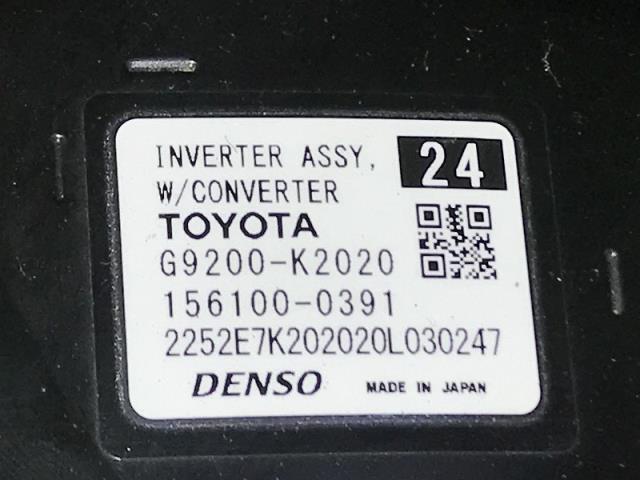 INVERTER ASSY, 24
W/CONVERTER
TOYOTA
G9200-K2020
156100-0391
2252E7K202020L030247
DENSO MADE IN JAPAN